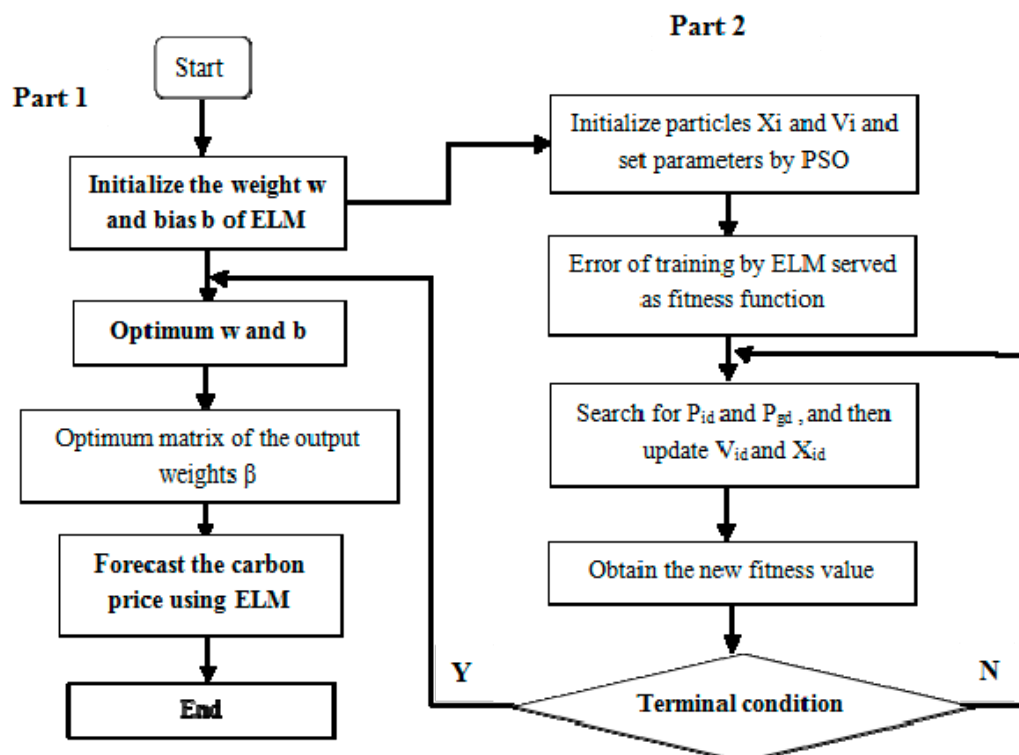 Part 1
Start
Initialize the weight w
and bias b of ELM
Optimum w and b
Optimum matrix of the output
weights β
Forecast the carbon
price using ELM
End
Part 2
Initialize particles Xi and Vi and
set parameters by PSO
Error of training by ELM served
as fitness function
Search for Pid and Pgd , and then
update Vid and Xid
Obtain the new fitness value
Terminal condition
Y
N